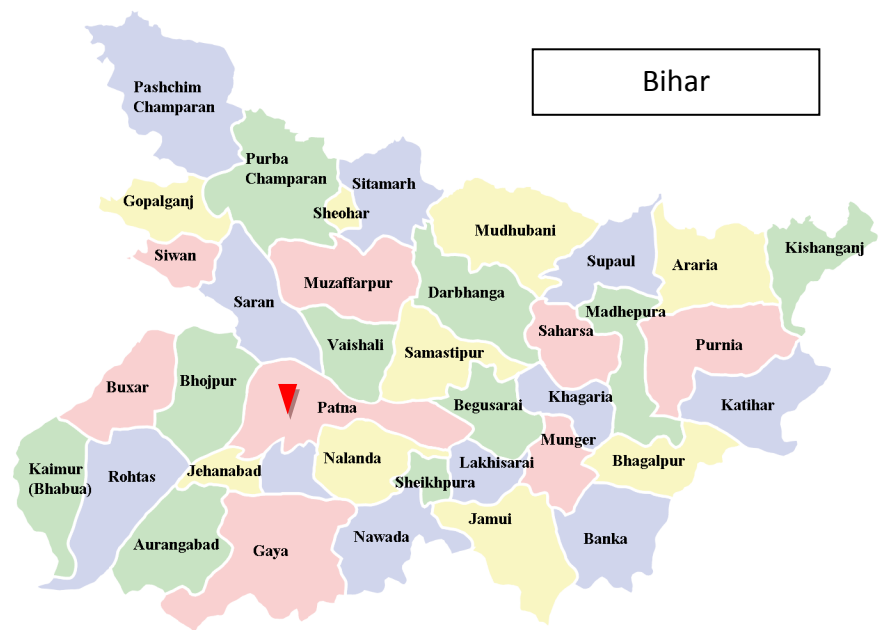 Bihar
Pashchim
Champaran
Purba
Champaran
Sitamarh
Gopalganj
Sheohar
Mudhubani
Siwan
Supaul
Araria
Kishanganj
Muzaffarpur
Darbhanga
Saran
Madhepura
Saharsa
Vaishali
Samastipur
Purnia
Buxar
Bhojpur
Patna
Begusarai
Khagaria
Katihar
Munger
Kaimur
(Bhabua)
Rohtas
Jehanabad
Nalanda
Lakhisarai
Bhagalpur
Sheikhpura
Jamui
Aurangabad
Gaya
Nawada
Banka